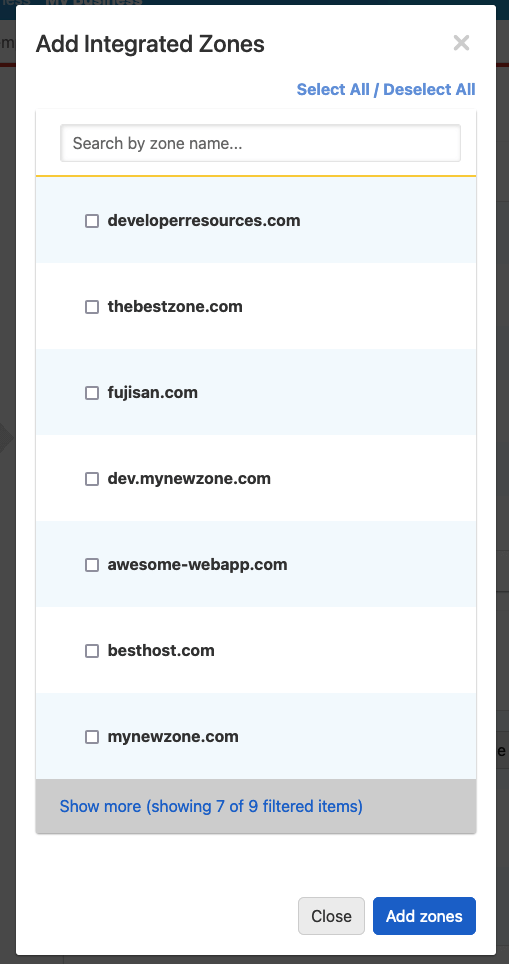 My Business
Add Integrated Zones
Select All / Deselect All
Search by zone name...
developerresources.com
thebestzone.com
fujisan.com
dev.mynewzone.com
awesome-webapp.com
besthost.com
mynewzone.com
Show more (showing 7 of 9 filtered items)
Close
Add zones